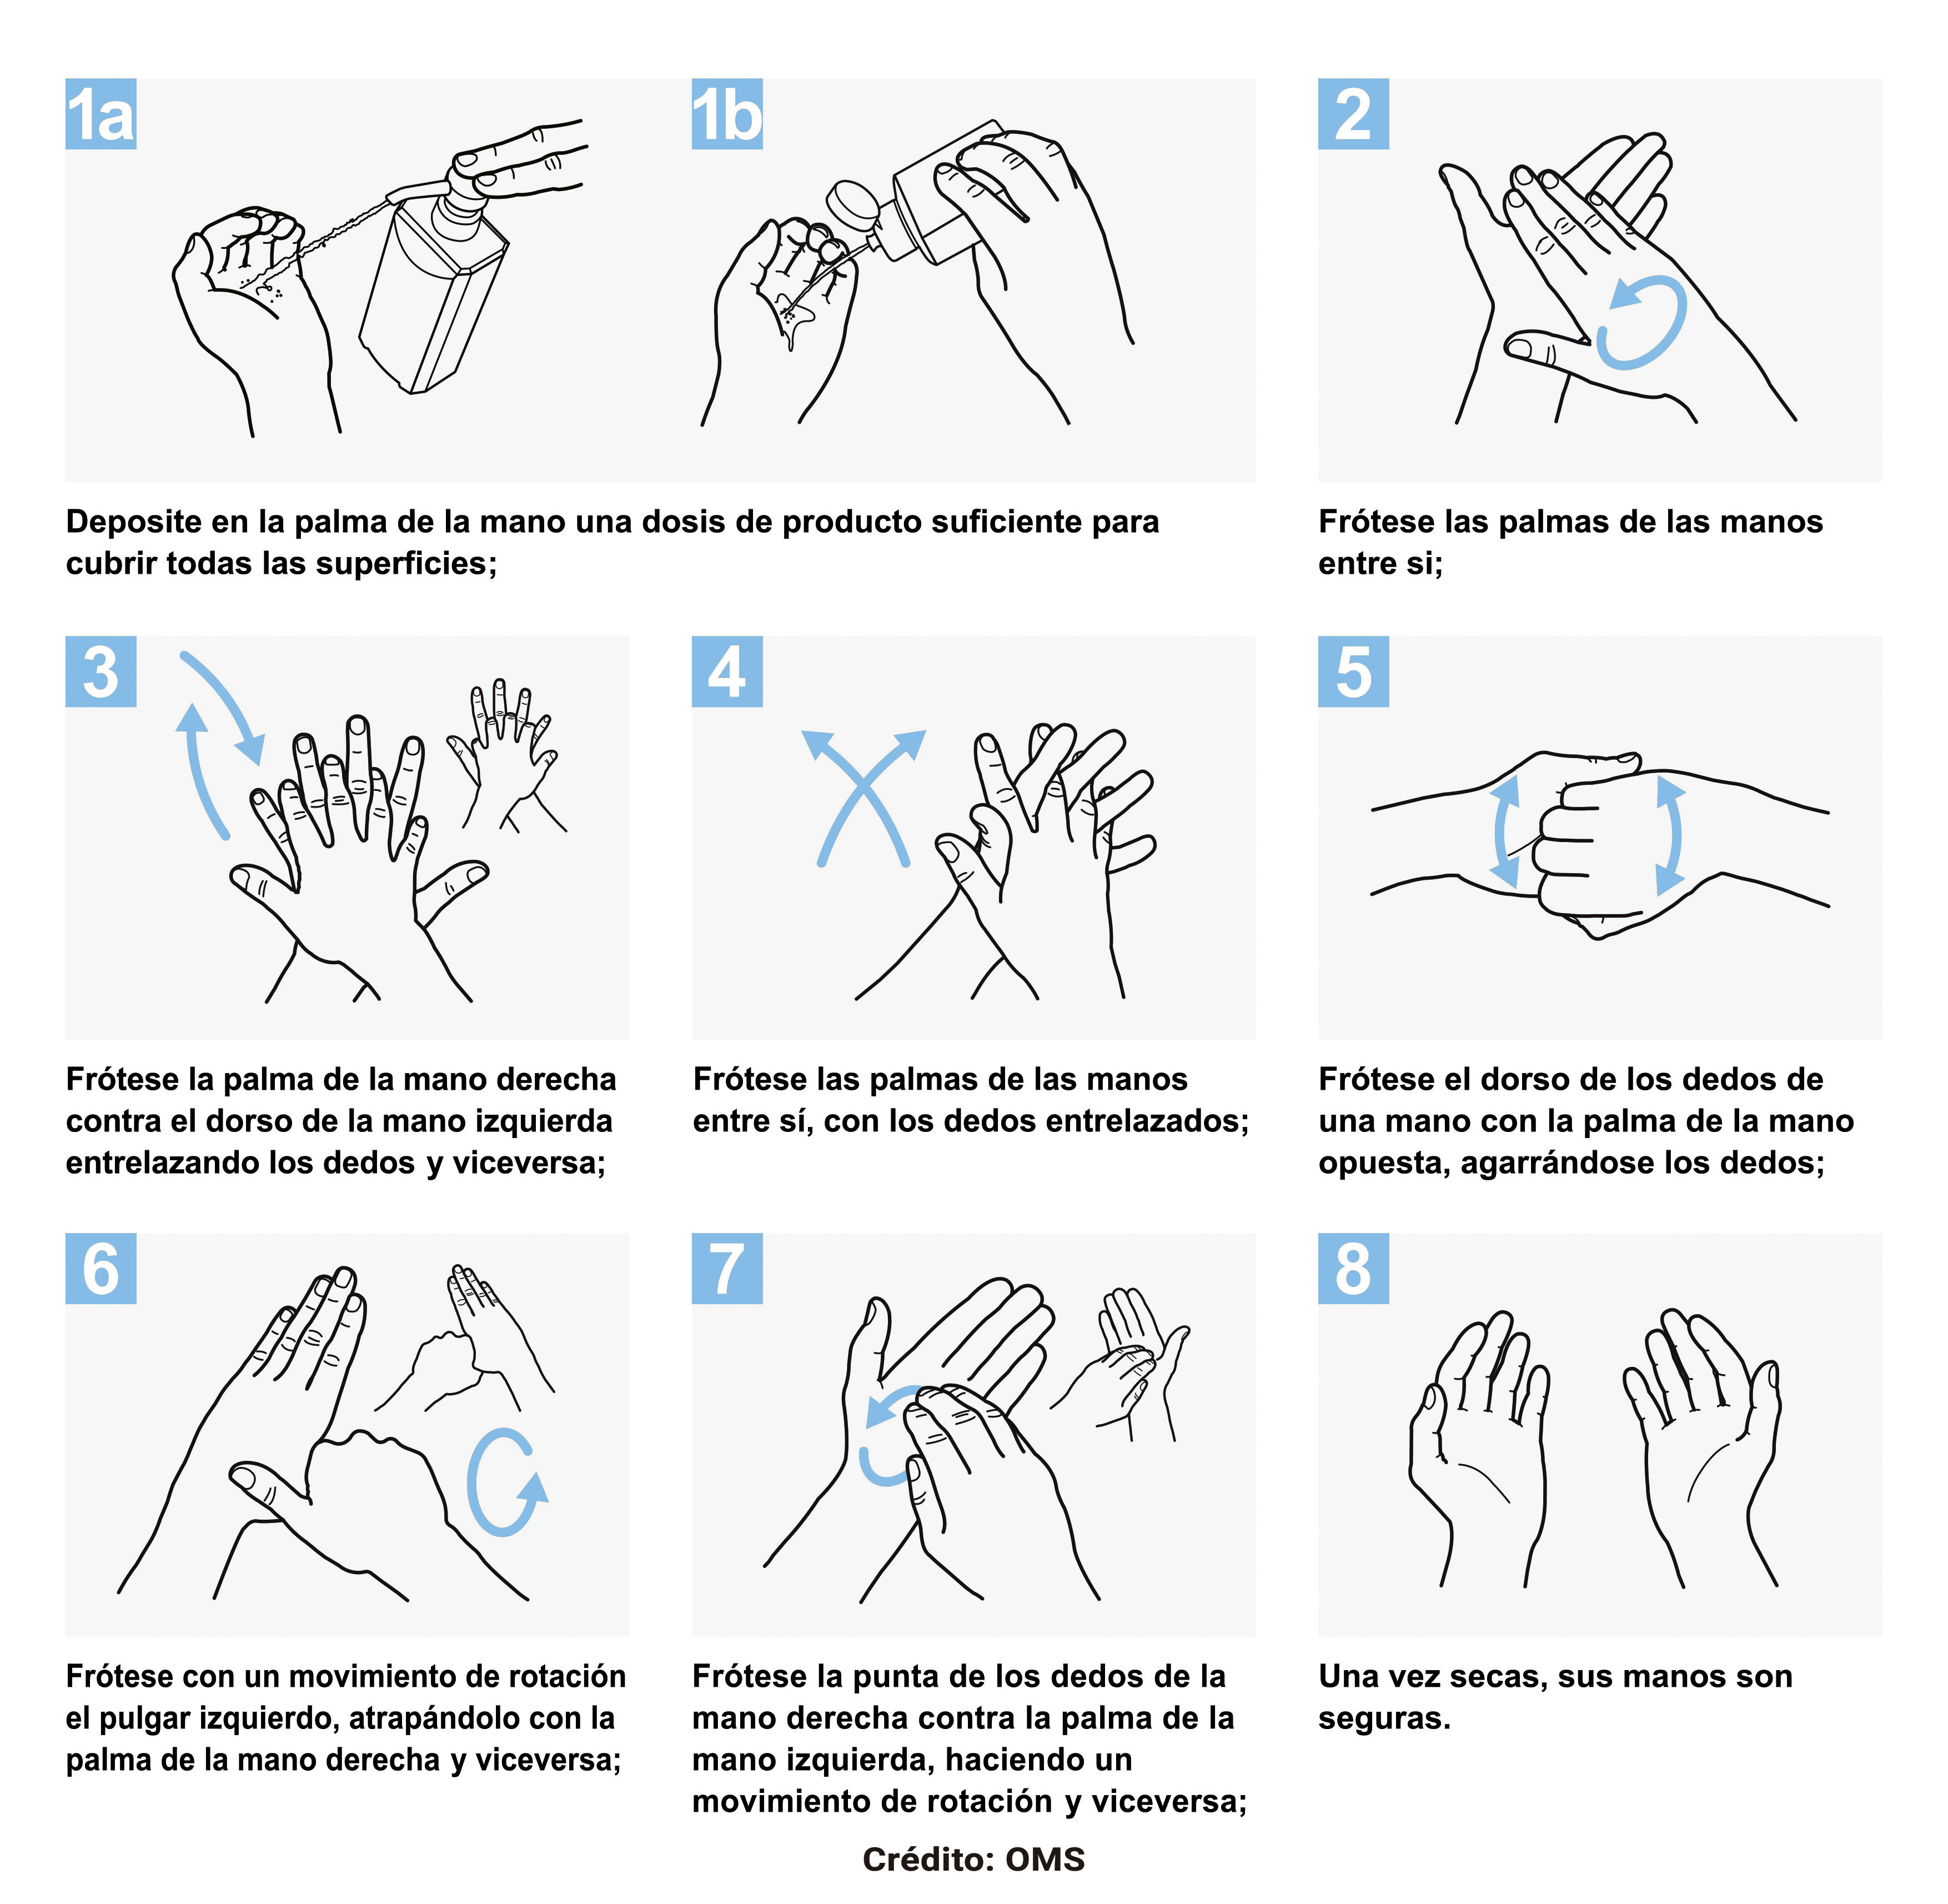 1a
1b
2
Deposite en la palma de la mano una dosis de producto suficiente para
cubrir todas las superficies;
Frótese las palmas de las manos
entre si;
3
4
5
Frótese la palma de la mano derecha
contra el dorso de la mano izquierda
entrelazando los dedos y viceversa;
Frótese las palmas de las manos
entre sí, con los dedos entrelazados;
Frótese el dorso de los dedos de
una mano con la palma de la mano
opuesta, agarrándose los dedos;
6
7
8
Frótese con un movimiento de rotación
el pulgar izquierdo, atrapándolo con la
palma de la mano derecha y viceversa;
Frótese la punta de los dedos de la
mano derecha contra la palma de la
mano izquierda, haciendo un
movimiento de rotación y viceversa;
Una vez secas, sus manos son
seguras.
Crédito: OMS